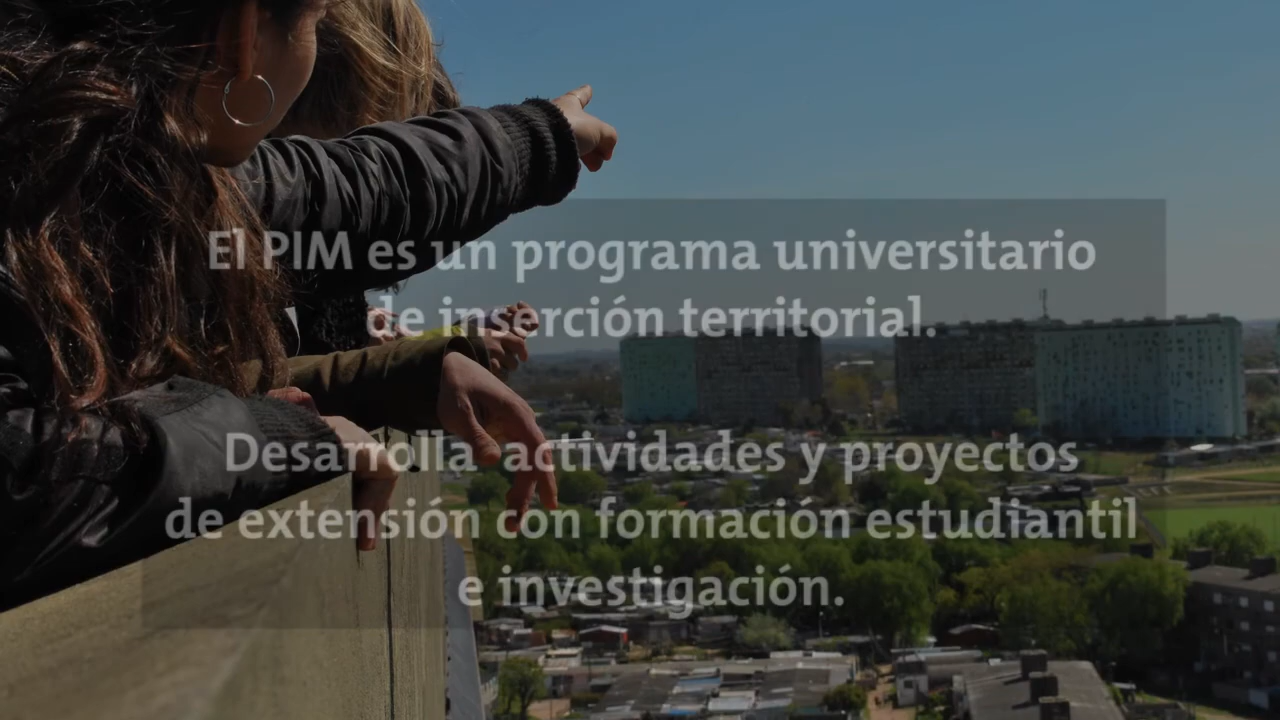 El PIM es un programa universitario
de inserción territorial.
Desarrolla actividades y proyectos
de extensión con formación estudiantil
e investigación.